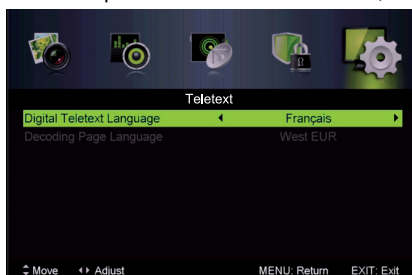 Teletext
Digital Teletext Language Français
Decoding Page Language West EUR
Move Adjust MENU: Return EXIT: Exit